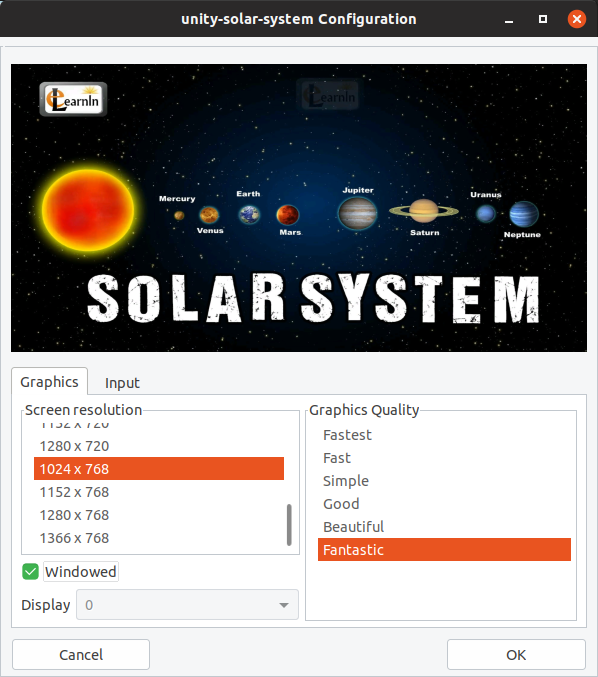 unity-solar-system Configuration
LearnIn
LearnIn
Mercury
Venus
Earth
Mars
Jupiter
Saturn
Uranus
Neptune
SOLAR SYSTEM
Graphics
Input
Screen resolution
1152 x 720
1280 x 720
1024 x 768
1152 x 768
1280 x 768
1366 x 768
Windowed
Display
0
Graphics Quality
Fastest
Fast
Simple
Good
Beautiful
Fantastic
Cancel
OK